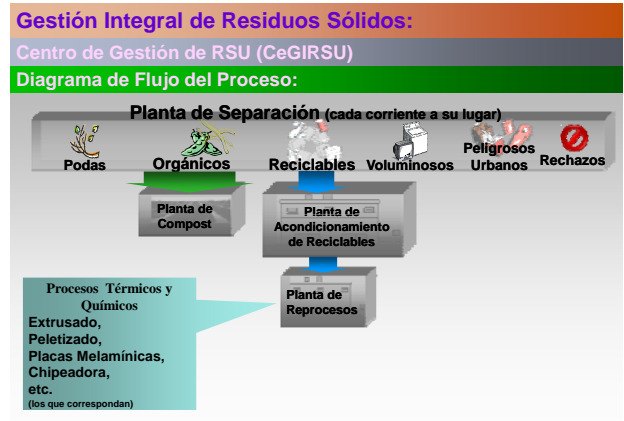 Gestión Integral de Residuos Sólidos:
Centro de Gestión de RSU (CeGIRSU)
Diagrama de Flujo del Proceso:
Planta de Separación (cada corriente a su lugar)
Podas
Orgánicos
Reciclables
Voluminosos
Peligrosos
Urbanos
Rechazos
Planta de
Compost
Planta de
Acondicionamiento
de Reciclables
Planta de
Reprocesos
Procesos Térmicos y
Químicos
Extrusado,
Peletizado,
Placas Melamínicas,
Chipeadora,
etc.
(los que correspondan)